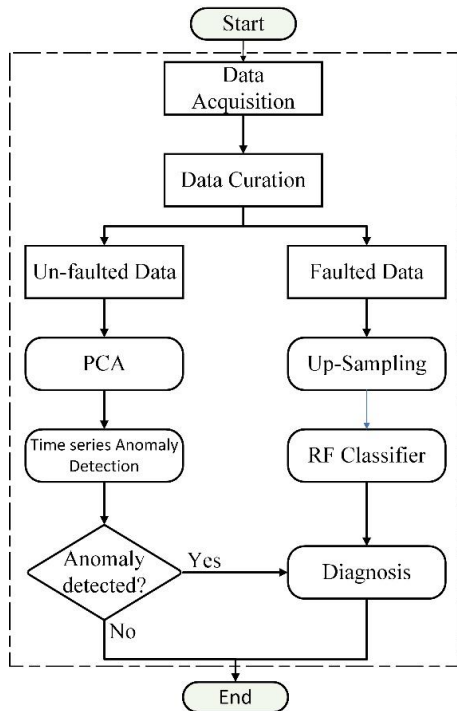 Start
Data
Acquisition
Data Curation
Un-faulted Data
Faulted Data
PCA
Up-Sampling
Time series Anomaly
Detection
RF Classifier
Anomaly
detected?
Yes
Diagnosis
No
End